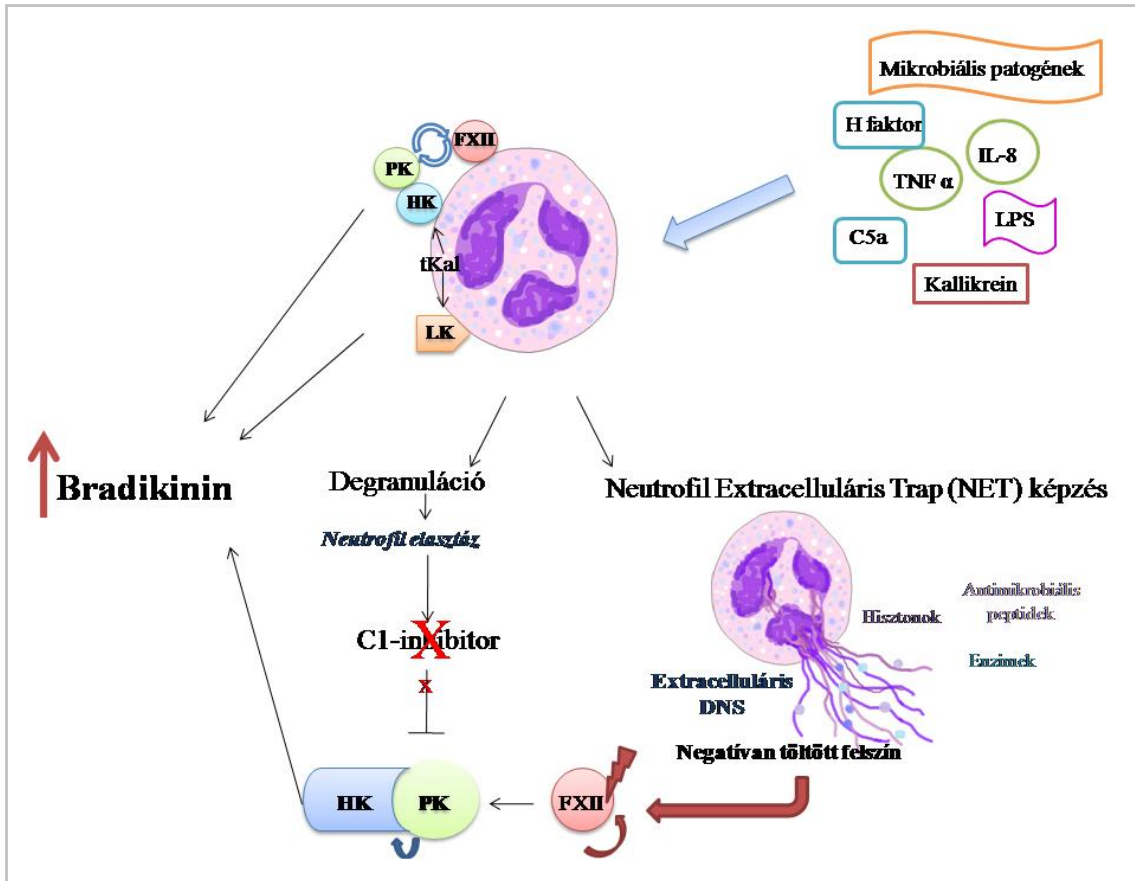 Mikrobiális patogének
H faktor
IL-8
TNF α
LPS
C5a
Kallikrein
FXII
PK
HK
tKal
LK
Bradikinin
Degranuláció
Neutrofil Extracelluláris Trap (NET) képzés
Neutrofil elasztáz
Antimikrobiális
peptidek
Hisztonok
C1-inhibitor
X
Enzimek
x
Extracelluláris
DNS
Negatívan töltött felszín
HK
PK
FXII